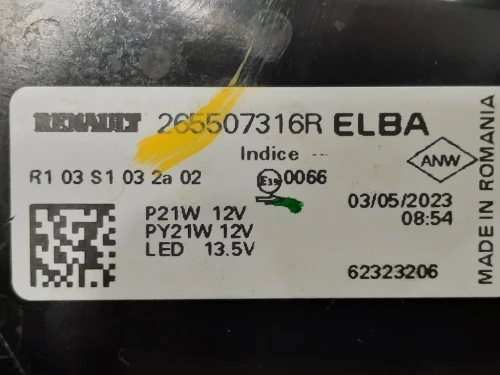 RENAULT 265507316R ELBA
Indice
ANW
R1 03 S1 03 2a 02 E19 0066 03/05/2023
08:54
P21W 12V
PY21W 12V
LED 13.5V
62323206
MADE IN ROMANIA